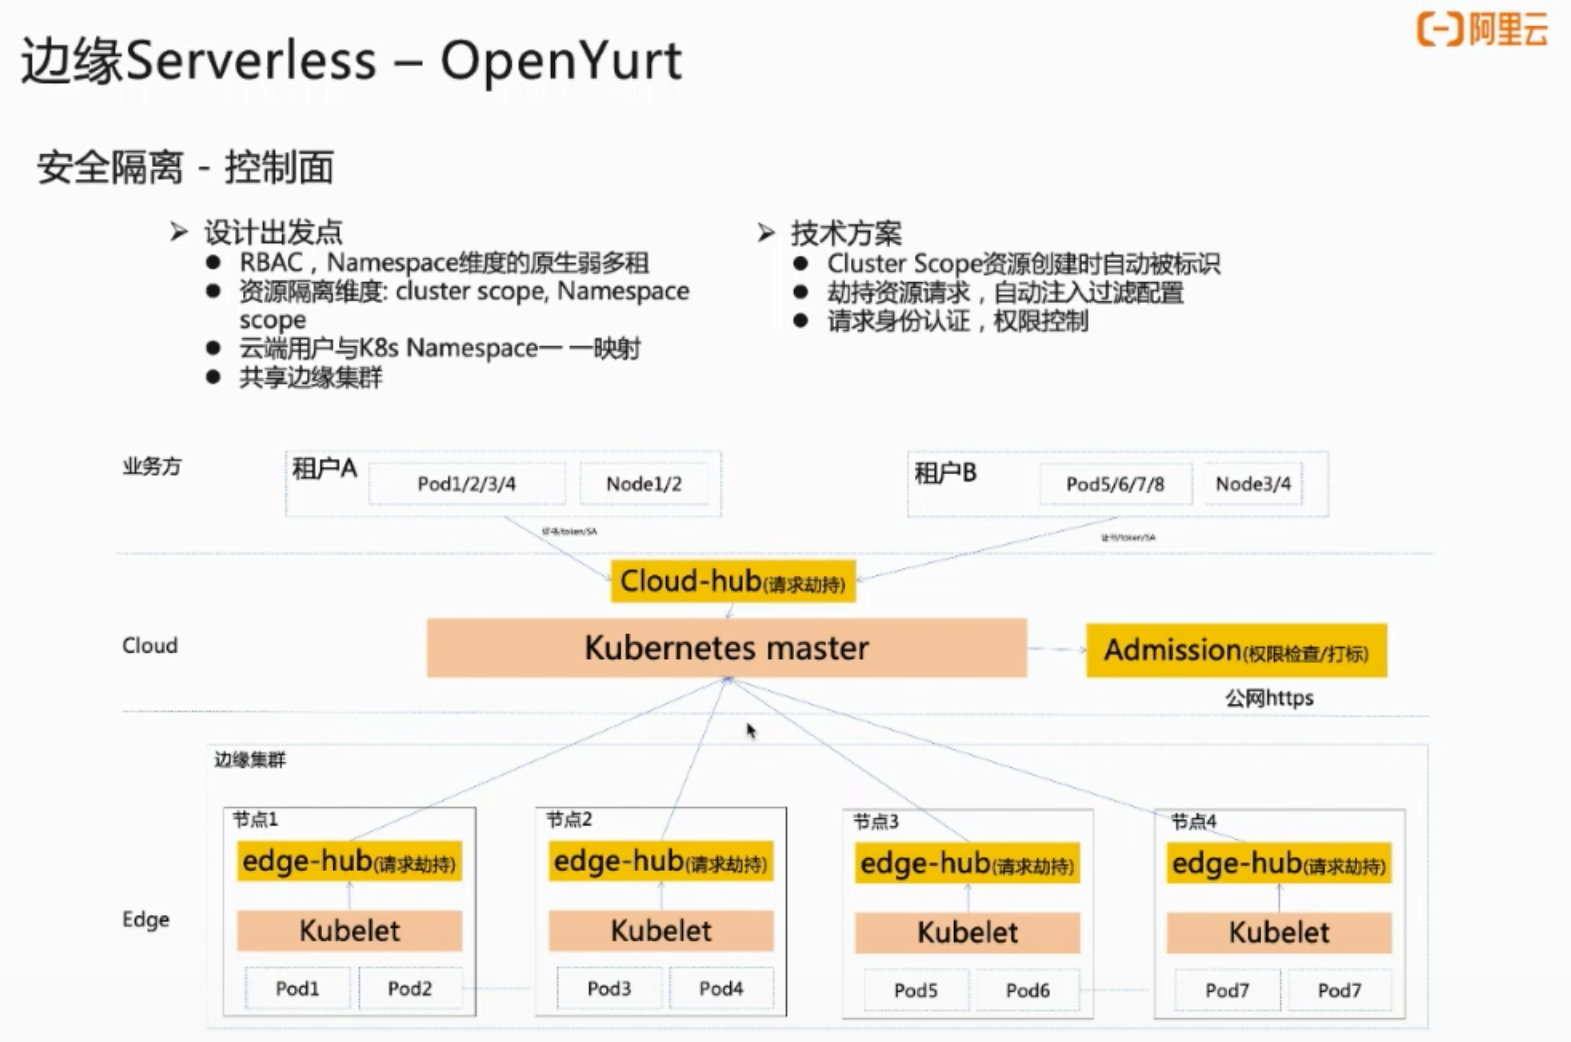 阿里云
边缘Serverless – OpenYurt
安全隔离 - 控制面
设计出发点
RBAC，Namespace维度的原生弱多租
资源隔离维度: cluster scope, Namespace
scope
云端用户与K8s Namespace一 一映射
共享边缘集群
技术方案
Cluster Scope资源创建时自动被标识
劫持资源请求，自动注入过滤配置
请求身份认证，权限控制
业务方
租户A
Pod1/2/3/4
Node1/2
租户B
Pod5/6/7/8
Node3/4
证书/token/SA
证书/token/SA
Cloud-hub(请求劫持)
Cloud
Kubernetes master
Admission(权限检查/打标)
公网https
边缘集群
节点1
节点2
节点3
节点4
edge-hub(请求劫持)
edge-hub(请求劫持)
edge-hub(请求劫持)
edge-hub(请求劫持)
Edge
Kubelet
Kubelet
Kubelet
Kubelet
Pod1
Pod2
Pod3
Pod4
Pod5
Pod6
Pod7
Pod7